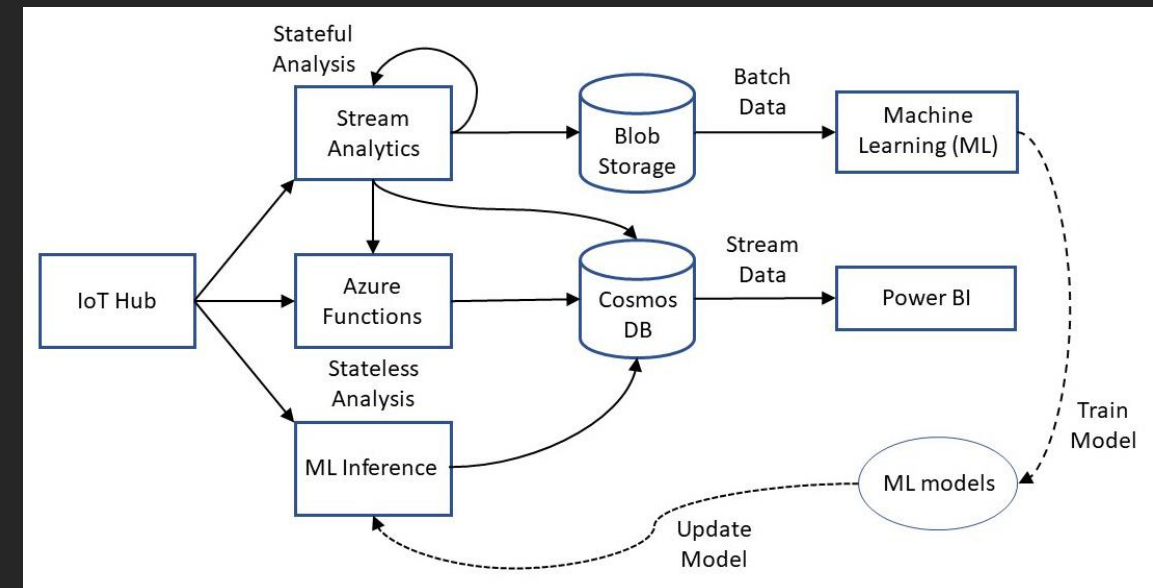 Stateful
Analysis
Stream
Analytics
Blob
Storage
Batch
Data
Machine
Learning (ML)
IoT Hub
Azure
Functions
Cosmos
DB
Stream
Data
Power BI
Stateless
Analysis
ML Inference
Train
Model
ML models
Update
Model